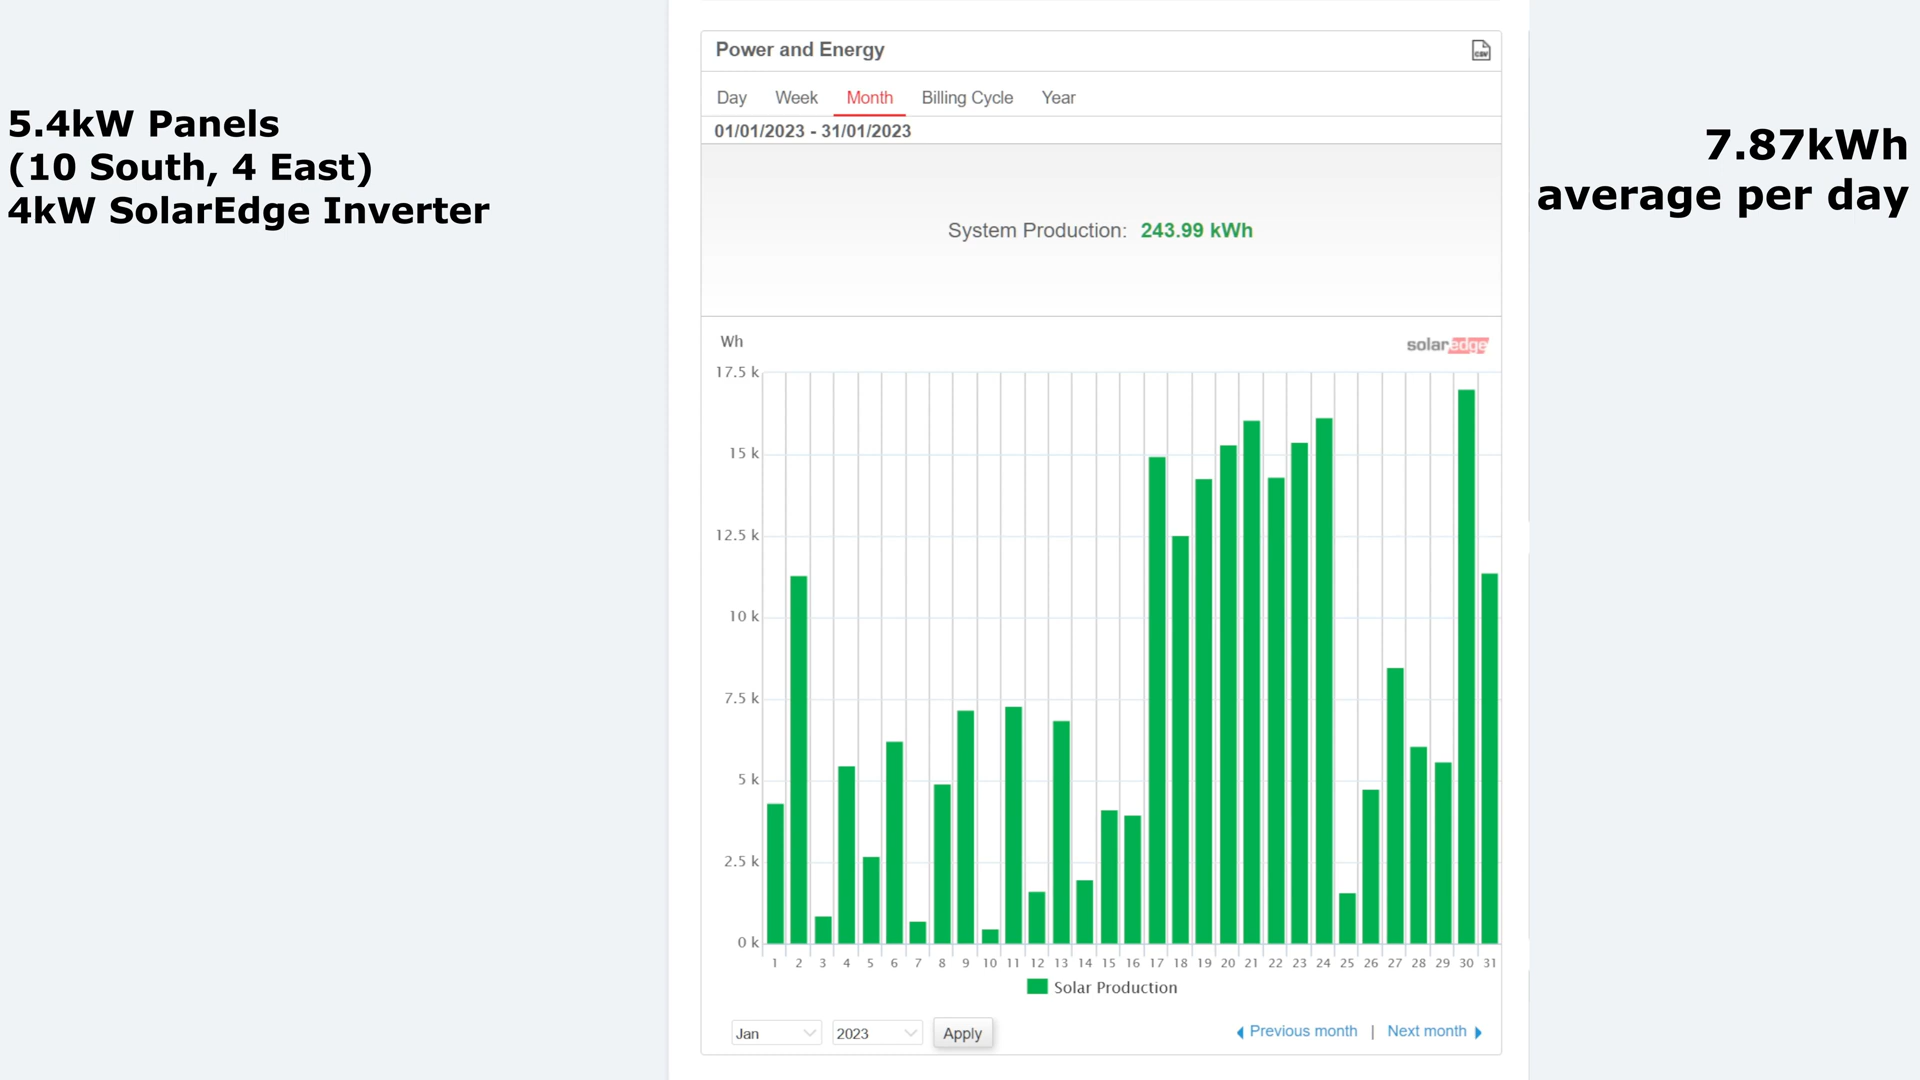 5.4kW Panels
(10 South, 4 East)
4kW SolarEdge Inverter
7.87kWh
average per day
Power and Energy
CSV
Day Week Month Billing Cycle Year
01/01/2023 - 31/01/2023
System Production: 243.99 kWh
Wh
solaredge
17.5 k
15 k
12.5 k
10 k
7.5 k
5 k
2.5 k
0 k
1 2 3 4 5 6 7 8 9 10 11 12 13 14 15 16 17 18 19 20 21 22 23 24 25 26 27 28 29 30 31
Solar Production
Jan 2023 Apply Previous month | Next month